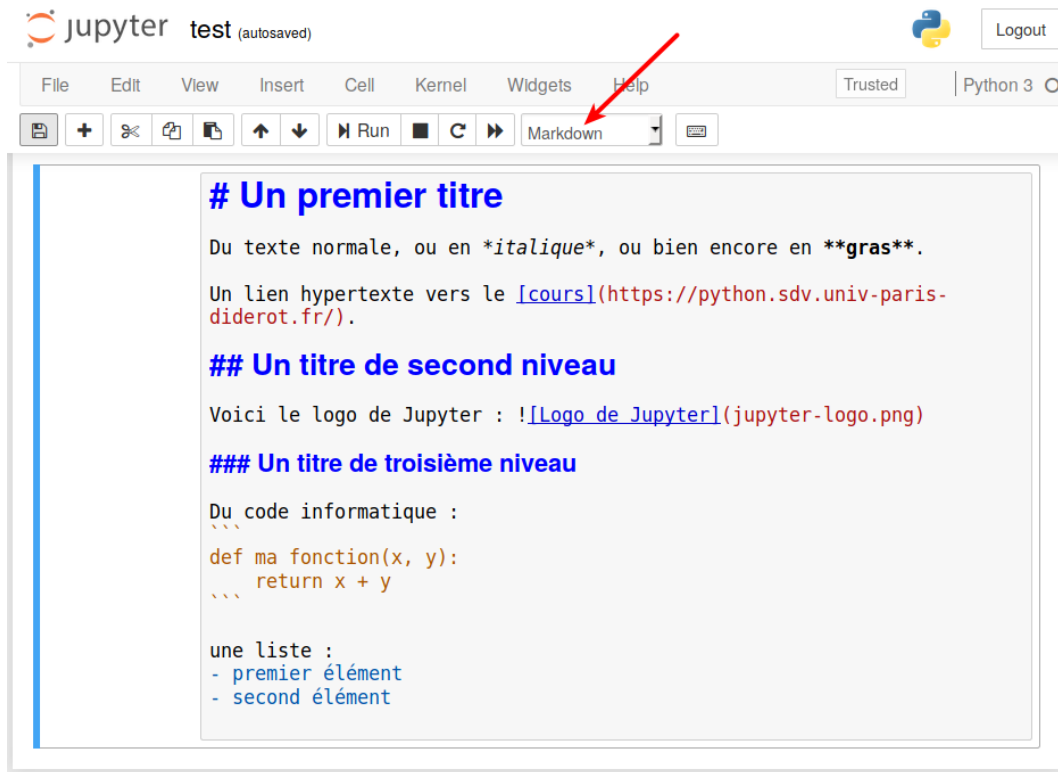 jupyter test (autosaved) Logout
File Edit View Insert Cell Kernel Widgets Help Trusted Python 3
Run Markdown
# Un premier titre
Du texte normale, ou en *italique*, ou bien encore en **gras**.
Un lien hypertexte vers le [cours](https://python.sdv.univ-paris-
diderot.fr/).
## Un titre de second niveau
Voici le logo de Jupyter : ![Logo de Jupyter](jupyter-logo.png)
### Un titre de troisième niveau
Du code informatique :
```
def ma fonction(x, y):
    return x + y
```
une liste :
- premier élément
- second élément